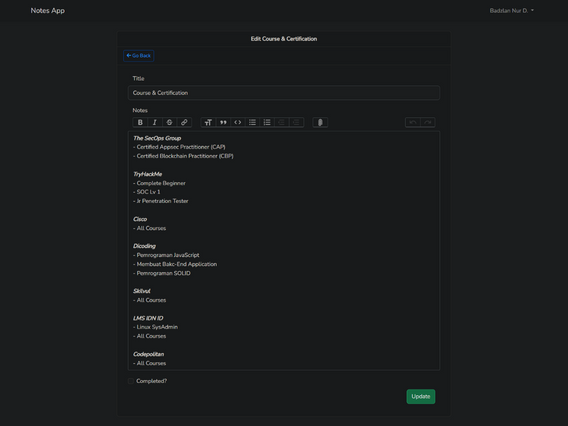 Notes App
Badztan Nur D.
Edit Course & Certification
Go Back
Title
Course & Certification
Notes
The SecOps Group
- Certified Appsec Practitioner (CAP)
- Certified Blockchain Practitioner (CBP)
TryHackMe
- Complete Beginner
- SOC Lv 1
- Jr Penetration Tester
Cisco
- All Courses
Dicoding
- Pemrograman JavaScript
- Membuat Bakc-End Application
- Pemrograman SOLID
Skilvul
- All Courses
LMS IDN ID
- Linux SysAdmin
- All Courses
Codepolitan
- All Courses
Completed?
Update